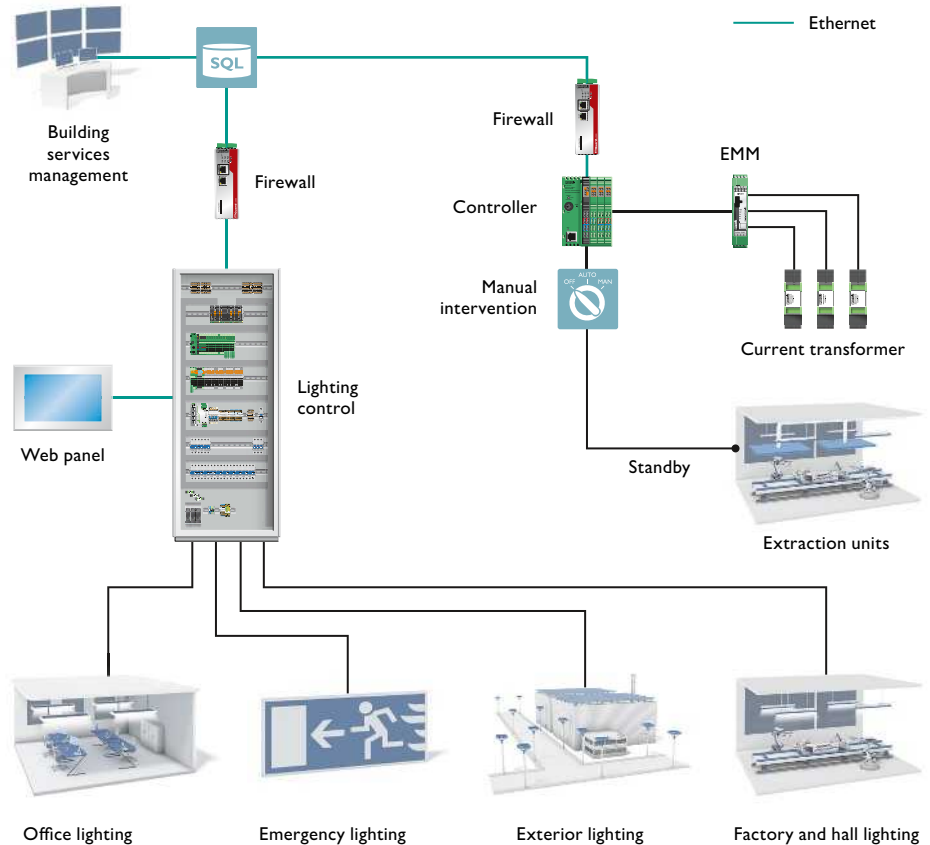 Ethernet
SQL
Building
services
management
Firewall
Firewall
EMM
Controller
OFF
AUTO
MAN
Manual
intervention
Current transformer
Lighting
control
Web panel
Standby
Extraction units
Office lighting
Emergency lighting
Exterior lighting
Factory and hall lighting